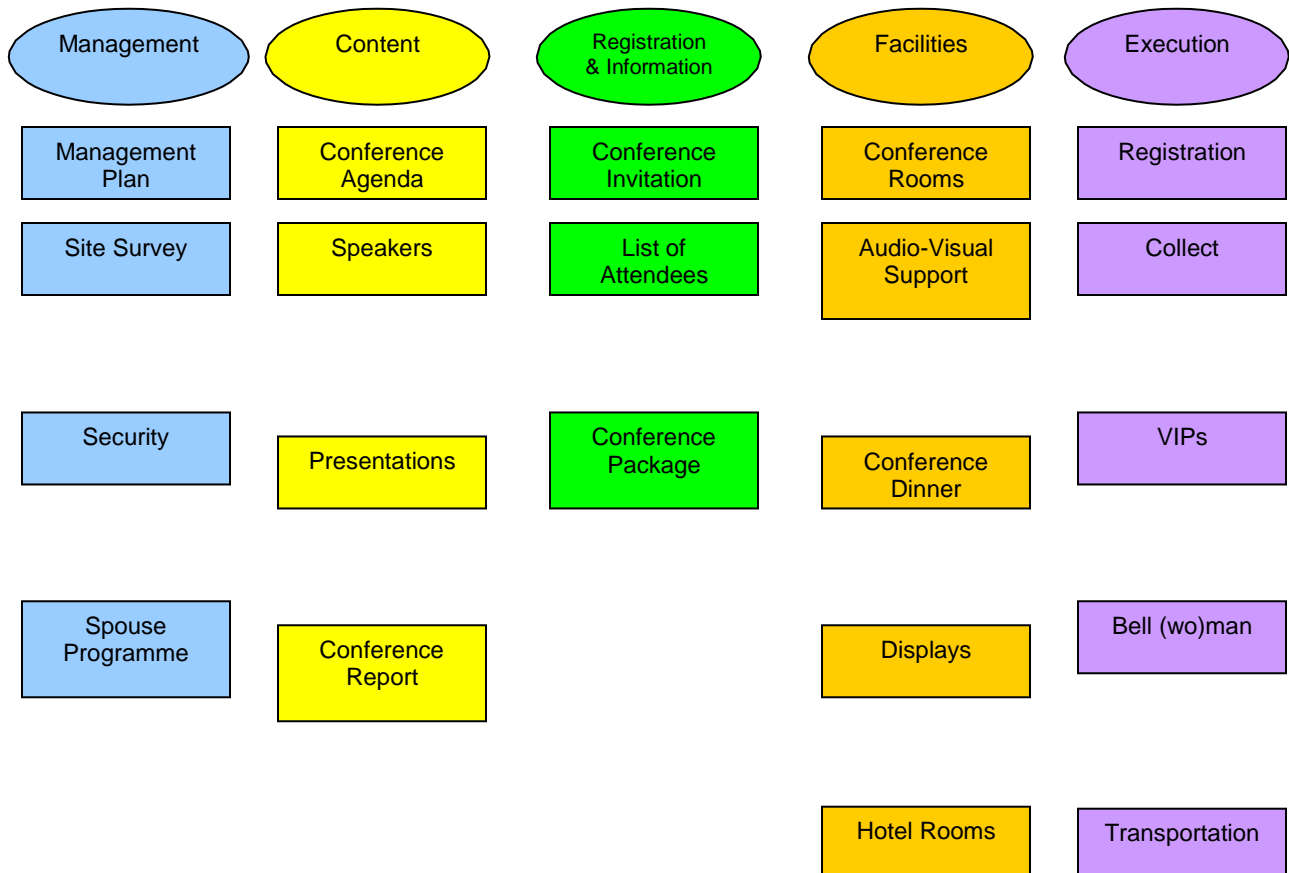 Management
Content
Registration
& Information
Facilities
Execution
Management
Plan
Conference
Agenda
Conference
Invitation
Conference
Rooms
Registration
Site Survey
Speakers
List of
Attendees
Audio-Visual
Support
Collect
Security
Presentations
Conference
Package
Conference
Dinner
VIPs
Spouse
Programme
Conference
Report
Displays
Bell (wo)man
Hotel Rooms
Transportation